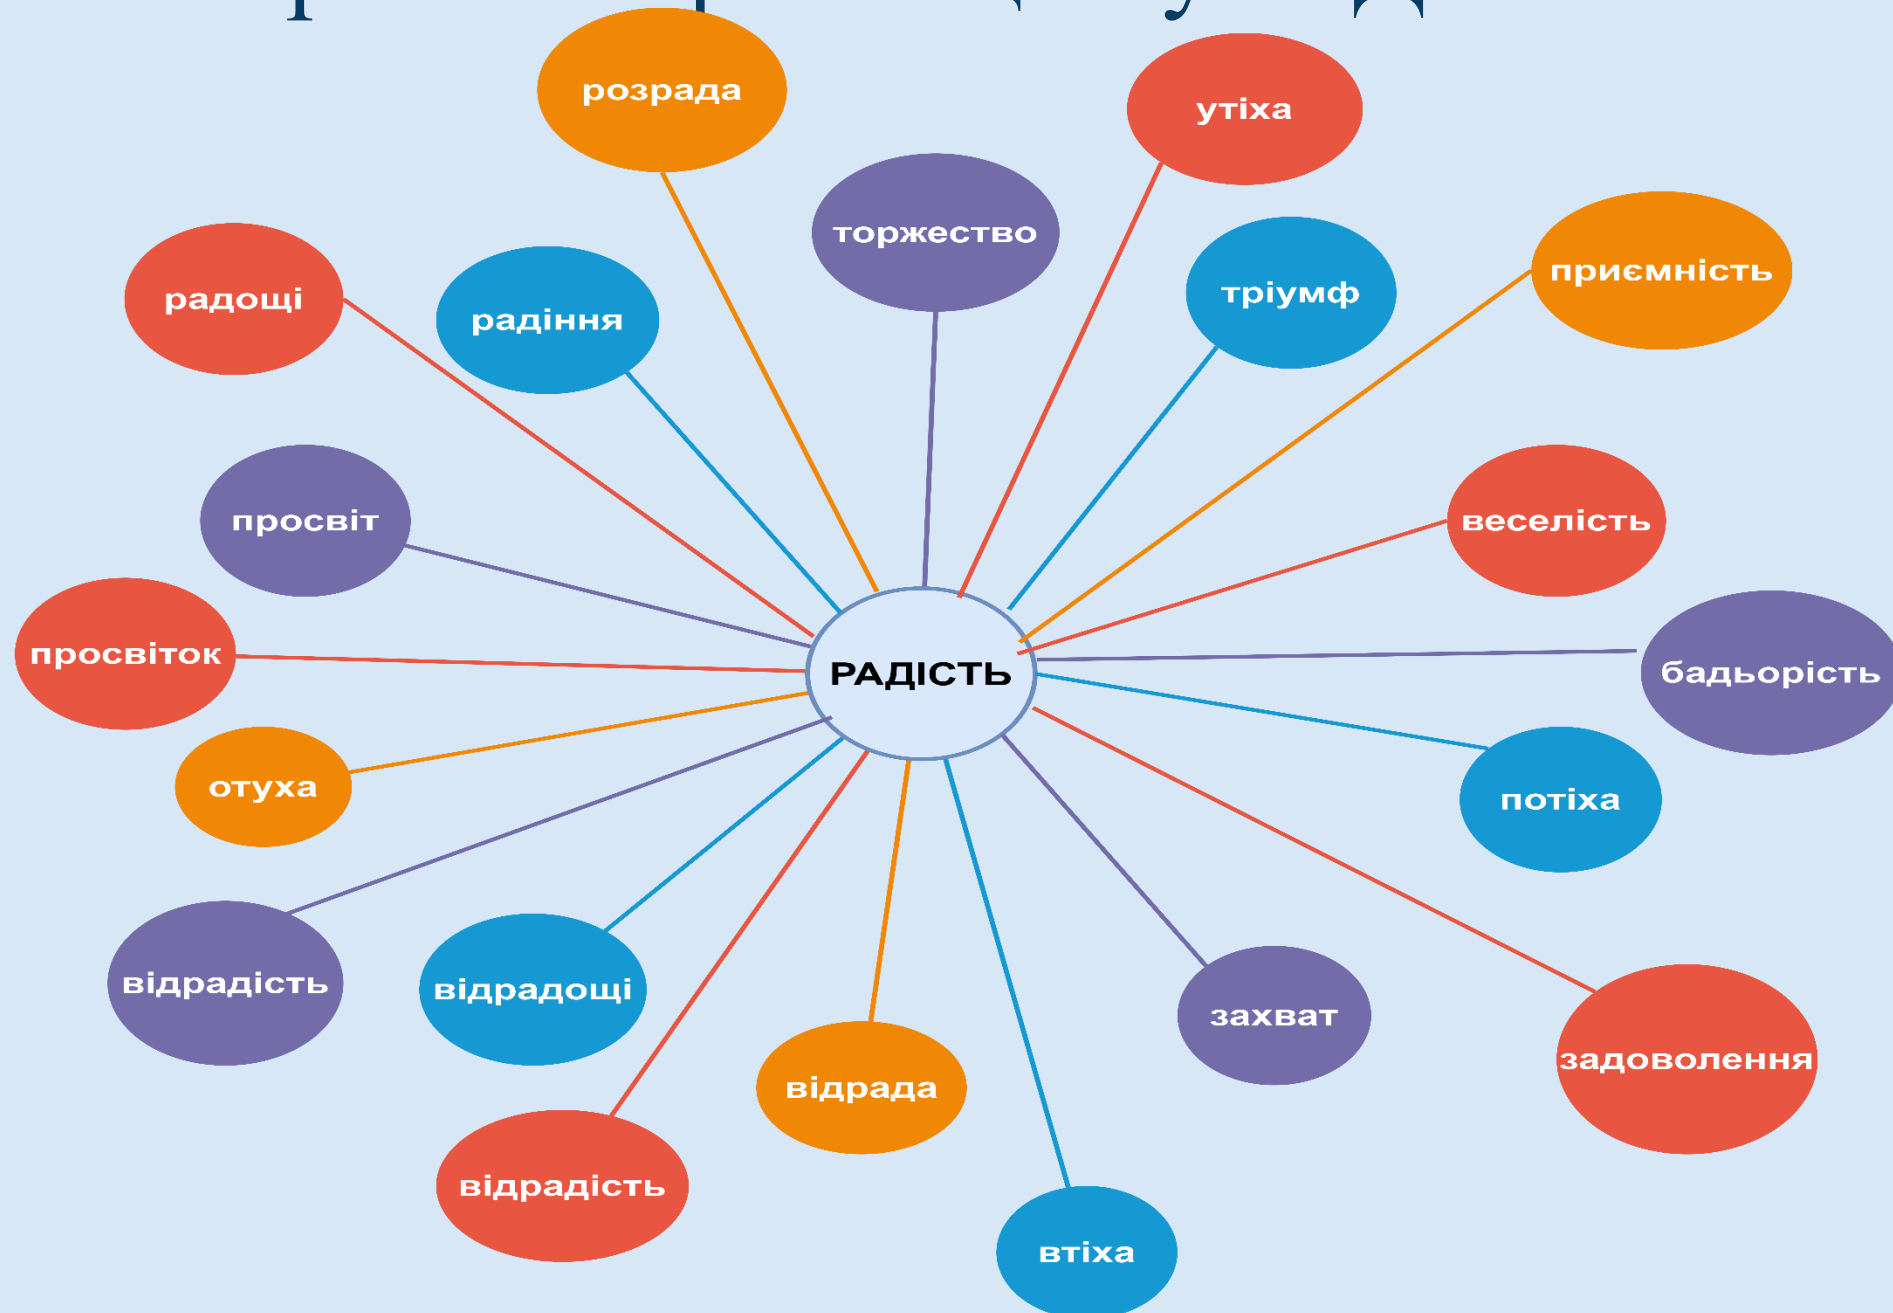 розрада
утіха
торжество
приємність
тріумф
радощі
радіння
просвіт
веселість
просвіток
РАДІСТЬ
бадьорість
отуха
потіха
відрадість
відрадощі
захват
задоволення
відрада
відрадість
втіха